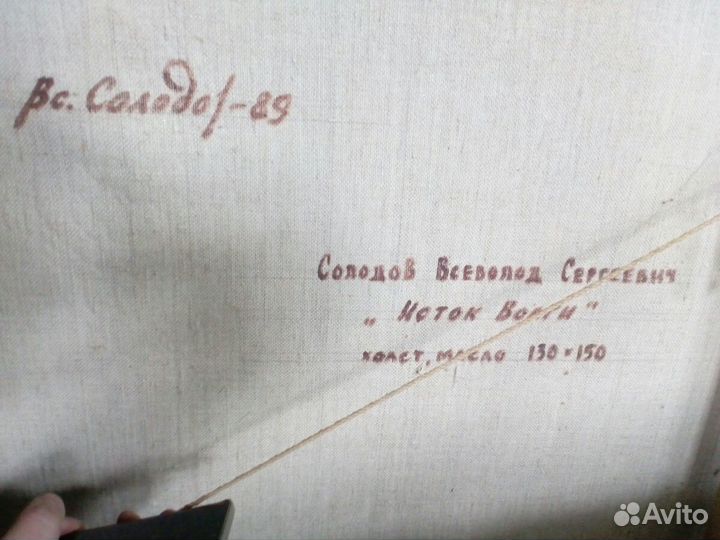 Вс. Солодов-89
Солодов Всеволод Сергеевич
„Исток Волги"
холст, масло 130×150
Avito